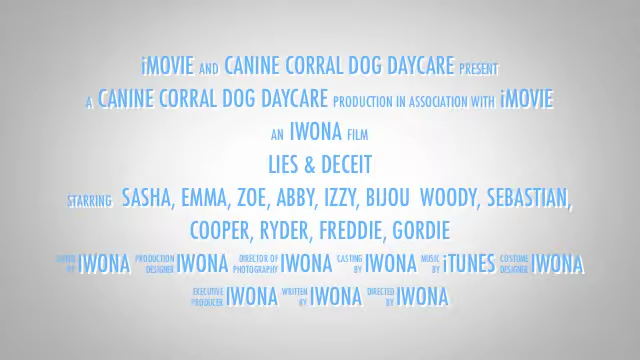 iMOVIE AND CANINE CORRAL DOG DAYCARE PRESENT
A CANINE CORRAL DOG DAYCARE PRODUCTION IN ASSOCIATION WITH iMOVIE
AN IWONA FILM
LIES & DECEIT
STARRING SASHA, EMMA, ZOE, ABBY, IZZY, BIJOU WOODY, SEBASTIAN,
COOPER, RYDER, FREDDIE, GORDIE
BY IWONA PRODUCTION DESIGNER IWONA DIRECTOR OF PHOTOGRAPHY IWONA CASTING BY IWONA MUSIC BY iTUNES COSTUME DESIGNER IWONA
EXECUTIVE PRODUCER IWONA WRITTEN BY IWONA DIRECTED BY IWONA